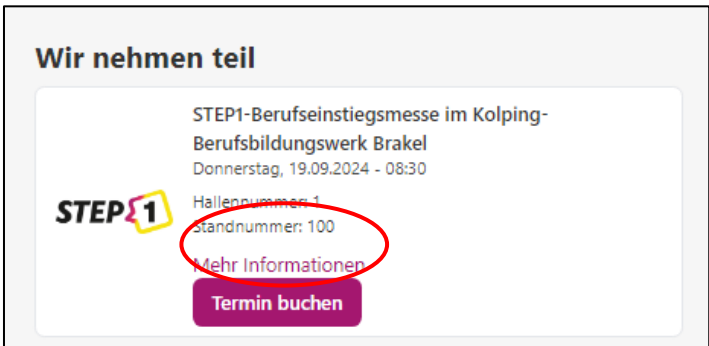 Wir nehmen teil
STEP1-Berufseinstiegsmesse im Kolping-
Berufsbildungswerk Brakel
Donnerstag, 19.09.2024 - 08:30
STEP1
Hallennummer: 1
Standnummer: 100
Mehr Informationen
Termin buchen